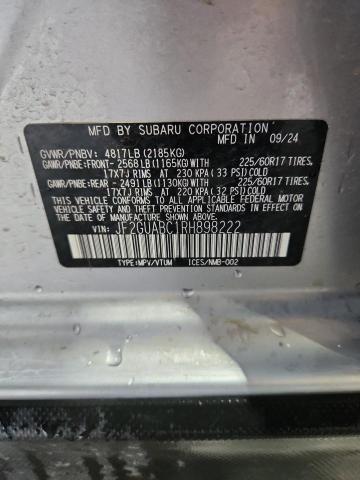 MFD. BY SUBARU CORPORATION
MFD IN 09/24
GVWR/PNBV: 4817LB (2185KG)
GAWR/PNBE: FRONT- 2568 LB (1165KG) WITH 225/60R17 TIRES,
17X7J RIMS AT 230 KPA (33 PSI) COLD
GAWR/PNBE: REAR - 2491 LB (1130KG) WITH 225/60R17 TIRES,
17X7J RIMS AT 220 KPA (32 PSI) COLD
THIS VEHICLE CONFORMS TO ALL APPLICABLE FEDERAL MOTOR
VEHICLE SAFETY STANDARDS IN EFFECT ON THE DATE OF
MANUFACTURE SHOWN ABOVE.
VIN: JF2GUABC1RH898222
TYPE:MPV/VTUM ICES/NMB-002